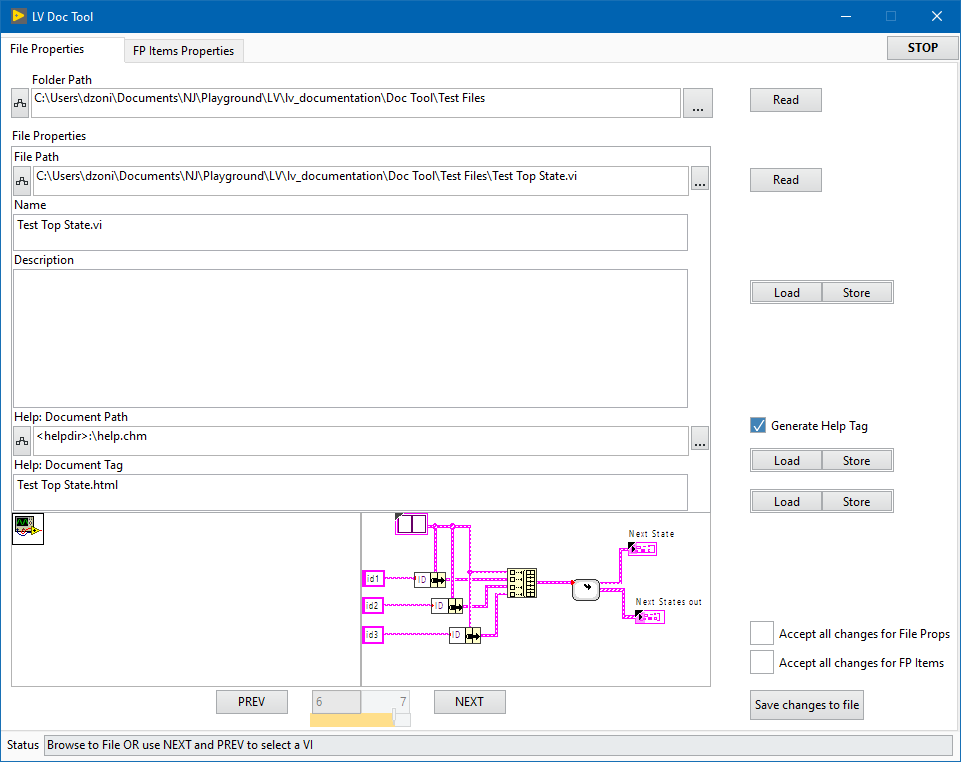 LV Doc Tool
File Properties
FP Items Properties
STOP
Folder Path
C:\Users\dzoni\Documents\NJ\Playground\LV\lv_documentation\Doc Tool\Test Files
...
Read
File Properties
File Path
C:\Users\dzoni\Documents\NJ\Playground\LV\lv_documentation\Doc Tool\Test Files\Test Top State.vi
...
Read
Name
Test Top State.vi
Description
Load
Store
Help: Document Path
<helpdir>:\help.chm
...
Generate Help Tag
Help: Document Tag
Load
Store
Test Top State.html
Load
Store
Next State
id1
ID
id2
ID
Next States out
id3
ID
Accept all changes for File Props
Accept all changes for FP Items
PREV
6
7
NEXT
Save changes to file
Status
Browse to File OR use NEXT and PREV to select a VI